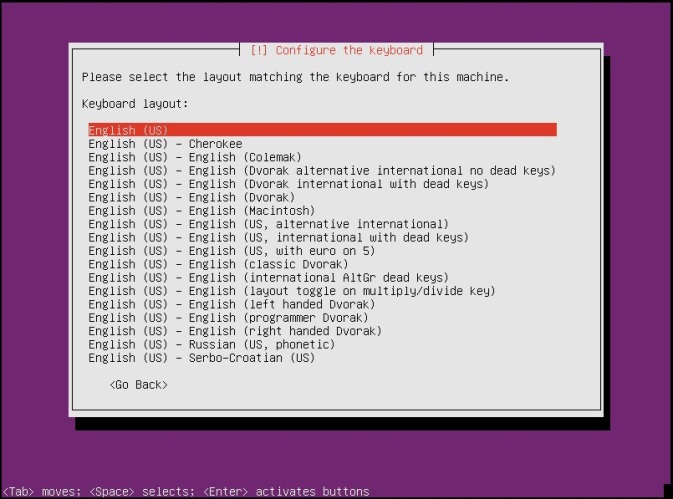 [!] Configure the keyboard
Please select the layout matching the keyboard for this machine.
Keyboard layout:
English (US)
English (US) – Cherokee
English (US) – English (Colemak)
English (US) – English (Dvorak alternative international no dead keys)
English (US) – English (Dvorak international with dead keys)
English (US) – English (Dvorak)
English (US) – English (Macintosh)
English (US) – English (US, alternative international)
English (US) – English (US, international with dead keys)
English (US) – English (US, with euro on 5)
English (US) – English (classic Dvorak)
English (US) – English (international AltGr dead keys)
English (US) – English (layout toggle on multiply/divide key)
English (US) – English (left handed Dvorak)
English (US) – English (programmer Dvorak)
English (US) – English (right handed Dvorak)
English (US) – Russian (US, phonetic)
English (US) – Serbo-Croatian (US)
<Go Back>
<Tab> moves; <Space> selects; <Enter> activates buttons